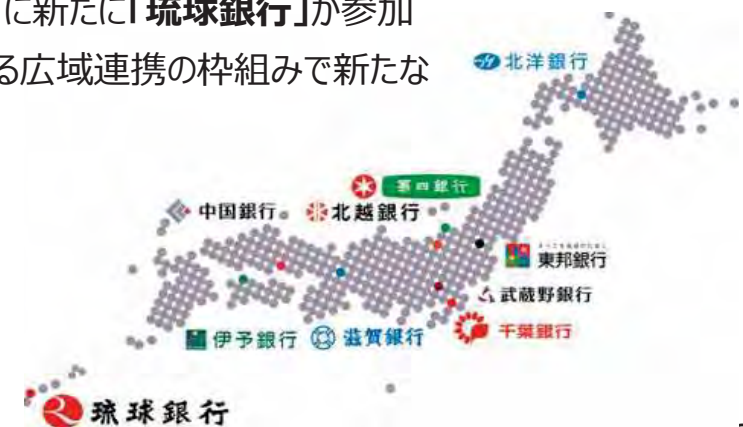 に新たに「琉球銀行」が参加
る広域連携の枠組みで新たな
北洋銀行
第四銀行
中国銀行
北越銀行
東邦銀行
武蔵野銀行
千葉銀行
伊予銀行
滋賀銀行
琉球銀行